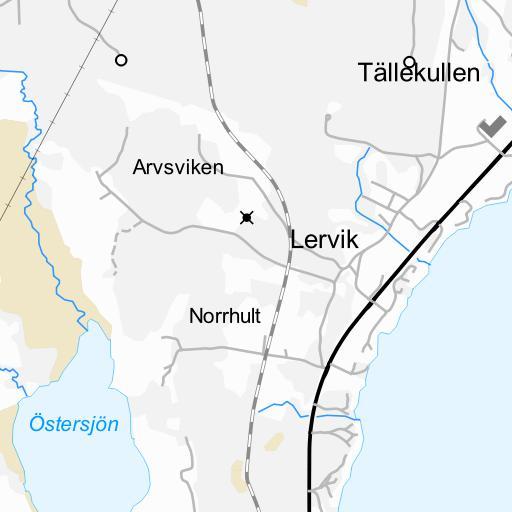 Tällekullen
Arvsviken
Lervik
Norrhult
Östersjön